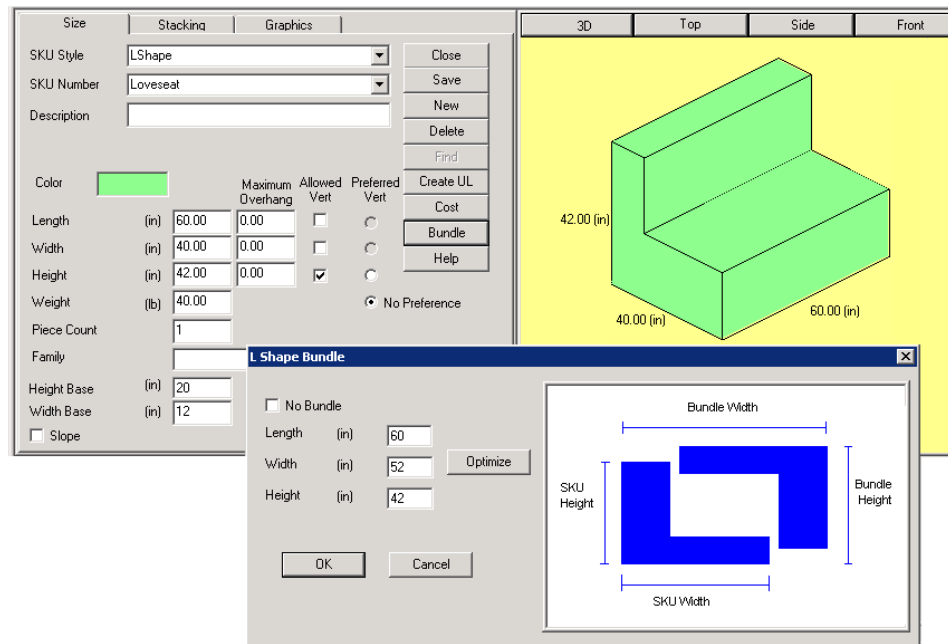 Size Stacking Graphics
3D Top Side Front
SKU Style LShape Close
SKU Number Loveseat Save
New
Description
Delete
Find
Color Maximum Overhang Allowed Vert Preferred Vert Create UL
Cost
Length (in) 60.00 0.00
Bundle
Width (in) 40.00 0.00
Help
Height (in) 42.00 0.00
Weight (lb) 40.00 No Preference
Piece Count 1
Family
Height Base (in) 20
Width Base (in) 12
Slope
42.00 (in)
40.00 (in)
60.00 (in)
L Shape Bundle
No Bundle
Length (in) 60
Width (in) 52 Optimize
Height (in) 42
OK Cancel
Bundle Width
SKU Height
Bundle Height
SKU Width